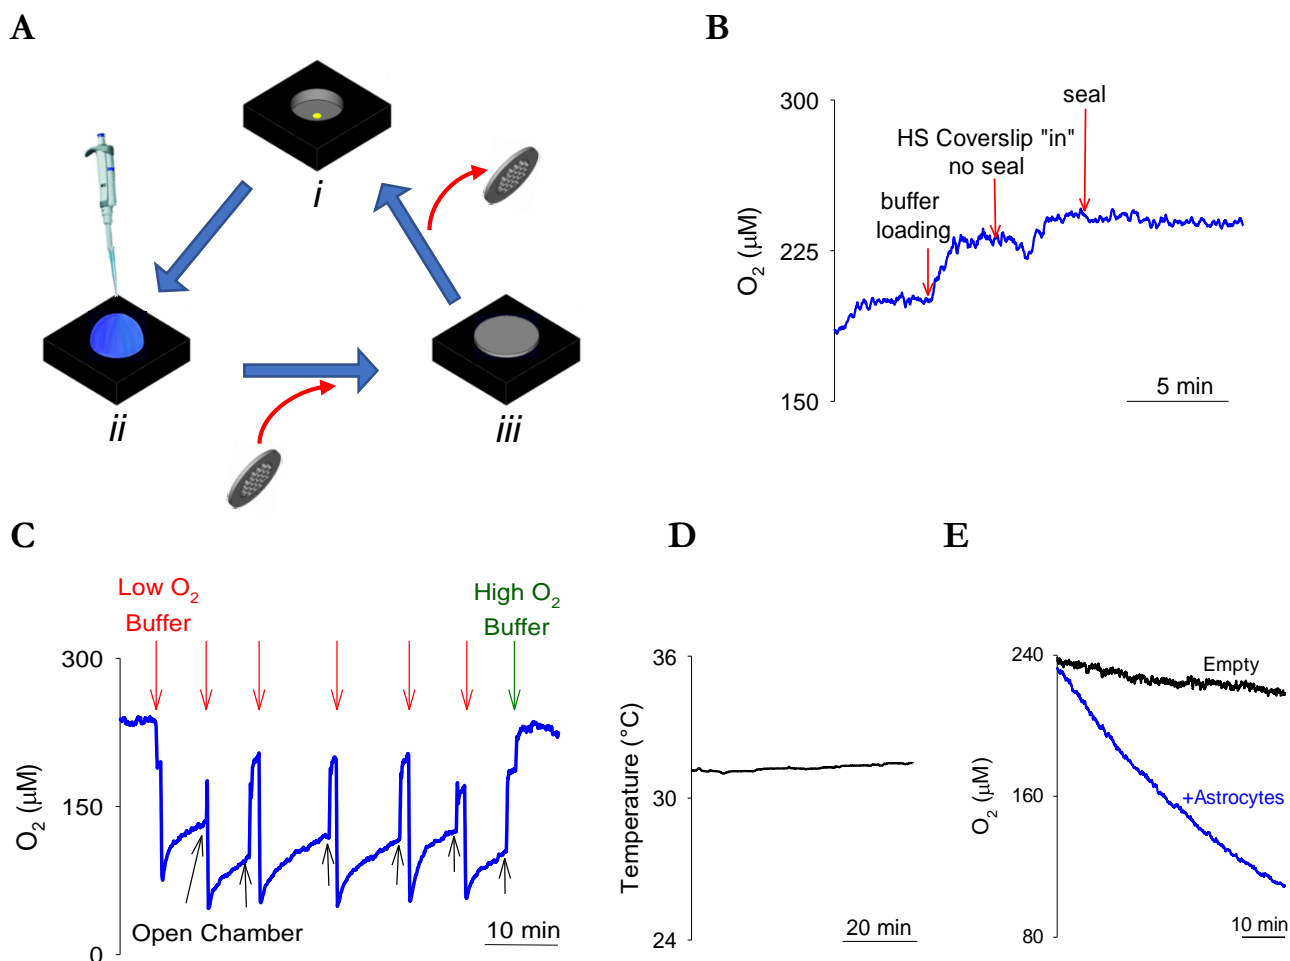 A
i
ii
iii
B
300
225
150
O2 (μM)
seal
HS Coverslip "in"
no seal
buffer
loading
5 min
C
Low O2
Buffer
High O2
Buffer
300
150
0
O2 (μM)
Open Chamber
10 min
D
36
30
24
Temperature (°C)
20 min
E
240
160
80
O2 (μM)
Empty
+Astrocytes
10 min